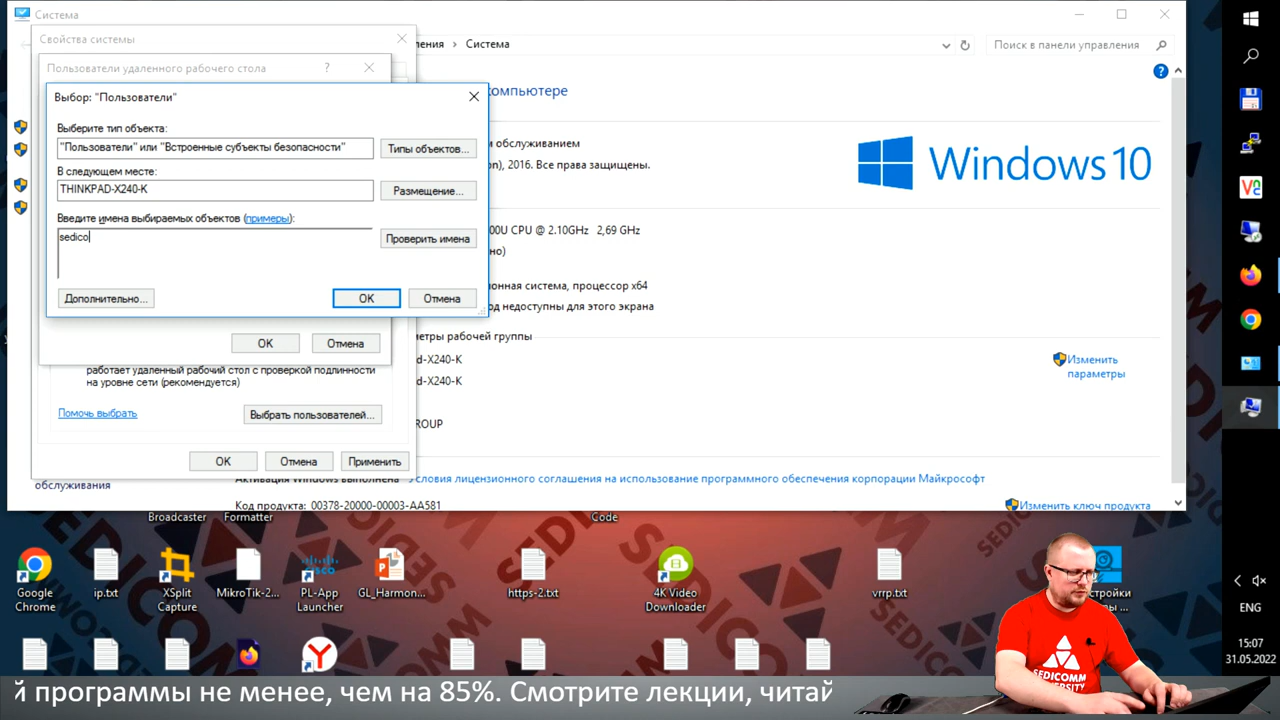 Система
Свойства системы
Пользователи удаленного рабочего стола
?
Выбор: "Пользователи"
Выберите тип объекта:
"Пользователи" или "Встроенные субъекты безопасности"
Типы объектов...
В следующем месте:
THINKPAD-X240-K
Размещение...
Введите имена выбираемых объектов (примеры):
sedico
Проверить имена
Дополнительно...
OK
Отмена
OK
Отмена
работает удаленный рабочий стол с проверкой подлинности
на уровне сети (рекомендуется)
Помочь выбрать
Выбрать пользователей...
OK
Отмена
Применить
ления › Система
Поиск в панели управления
?
омпьютере
м обслуживанием
on), 2016. Все права защищены.
Windows 10
00U CPU @ 2.10GHz 2,69 GHz
но)
ионная система, процессор x64
од недоступны для этого экрана
етры рабочей группы
d-X240-K
d-X240-K
ROUP
Изменить
параметры
обслуживания
Активация Windows выполнена
Условия лицензионного соглашения на использование программного обеспечения корпорации Майкрософт
Код продукта: 00378-20000-00003-AA581
Изменить ключ продукта
Broadcaster
Formatter
Code
Google
Chrome
ip.txt
XSplit
Capture
MikroTik-2...
PL-App
Launcher
GL_Harmon...
https-2.txt
4K Video
Downloader
vrrp.txt
ENG
15:07
31.05.2022
SEDICOMM
UNIVERSITY
й программы не менее, чем на 85%. Смотрите лекции, читай